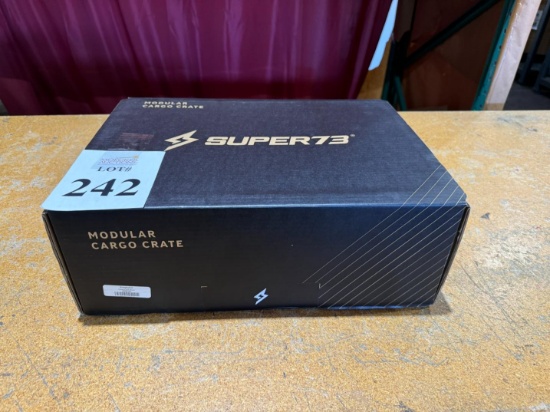 MODULAR
CARGO CRATE
SUPER73®
LOT#
242
MODULAR
CARGO CRATE